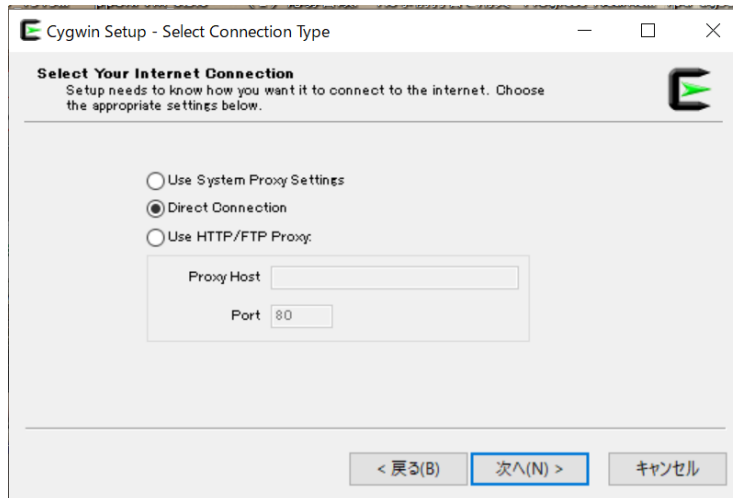 Cygwin Setup - Select Connection Type
Select Your Internet Connection
Setup needs to know how you want it to connect to the internet. Choose
the appropriate settings below.
Use System Proxy Settings
Direct Connection
Use HTTP/FTP Proxy:
Proxy Host
Port 80
< 戻る(B) 次へ(N) > キャンセル